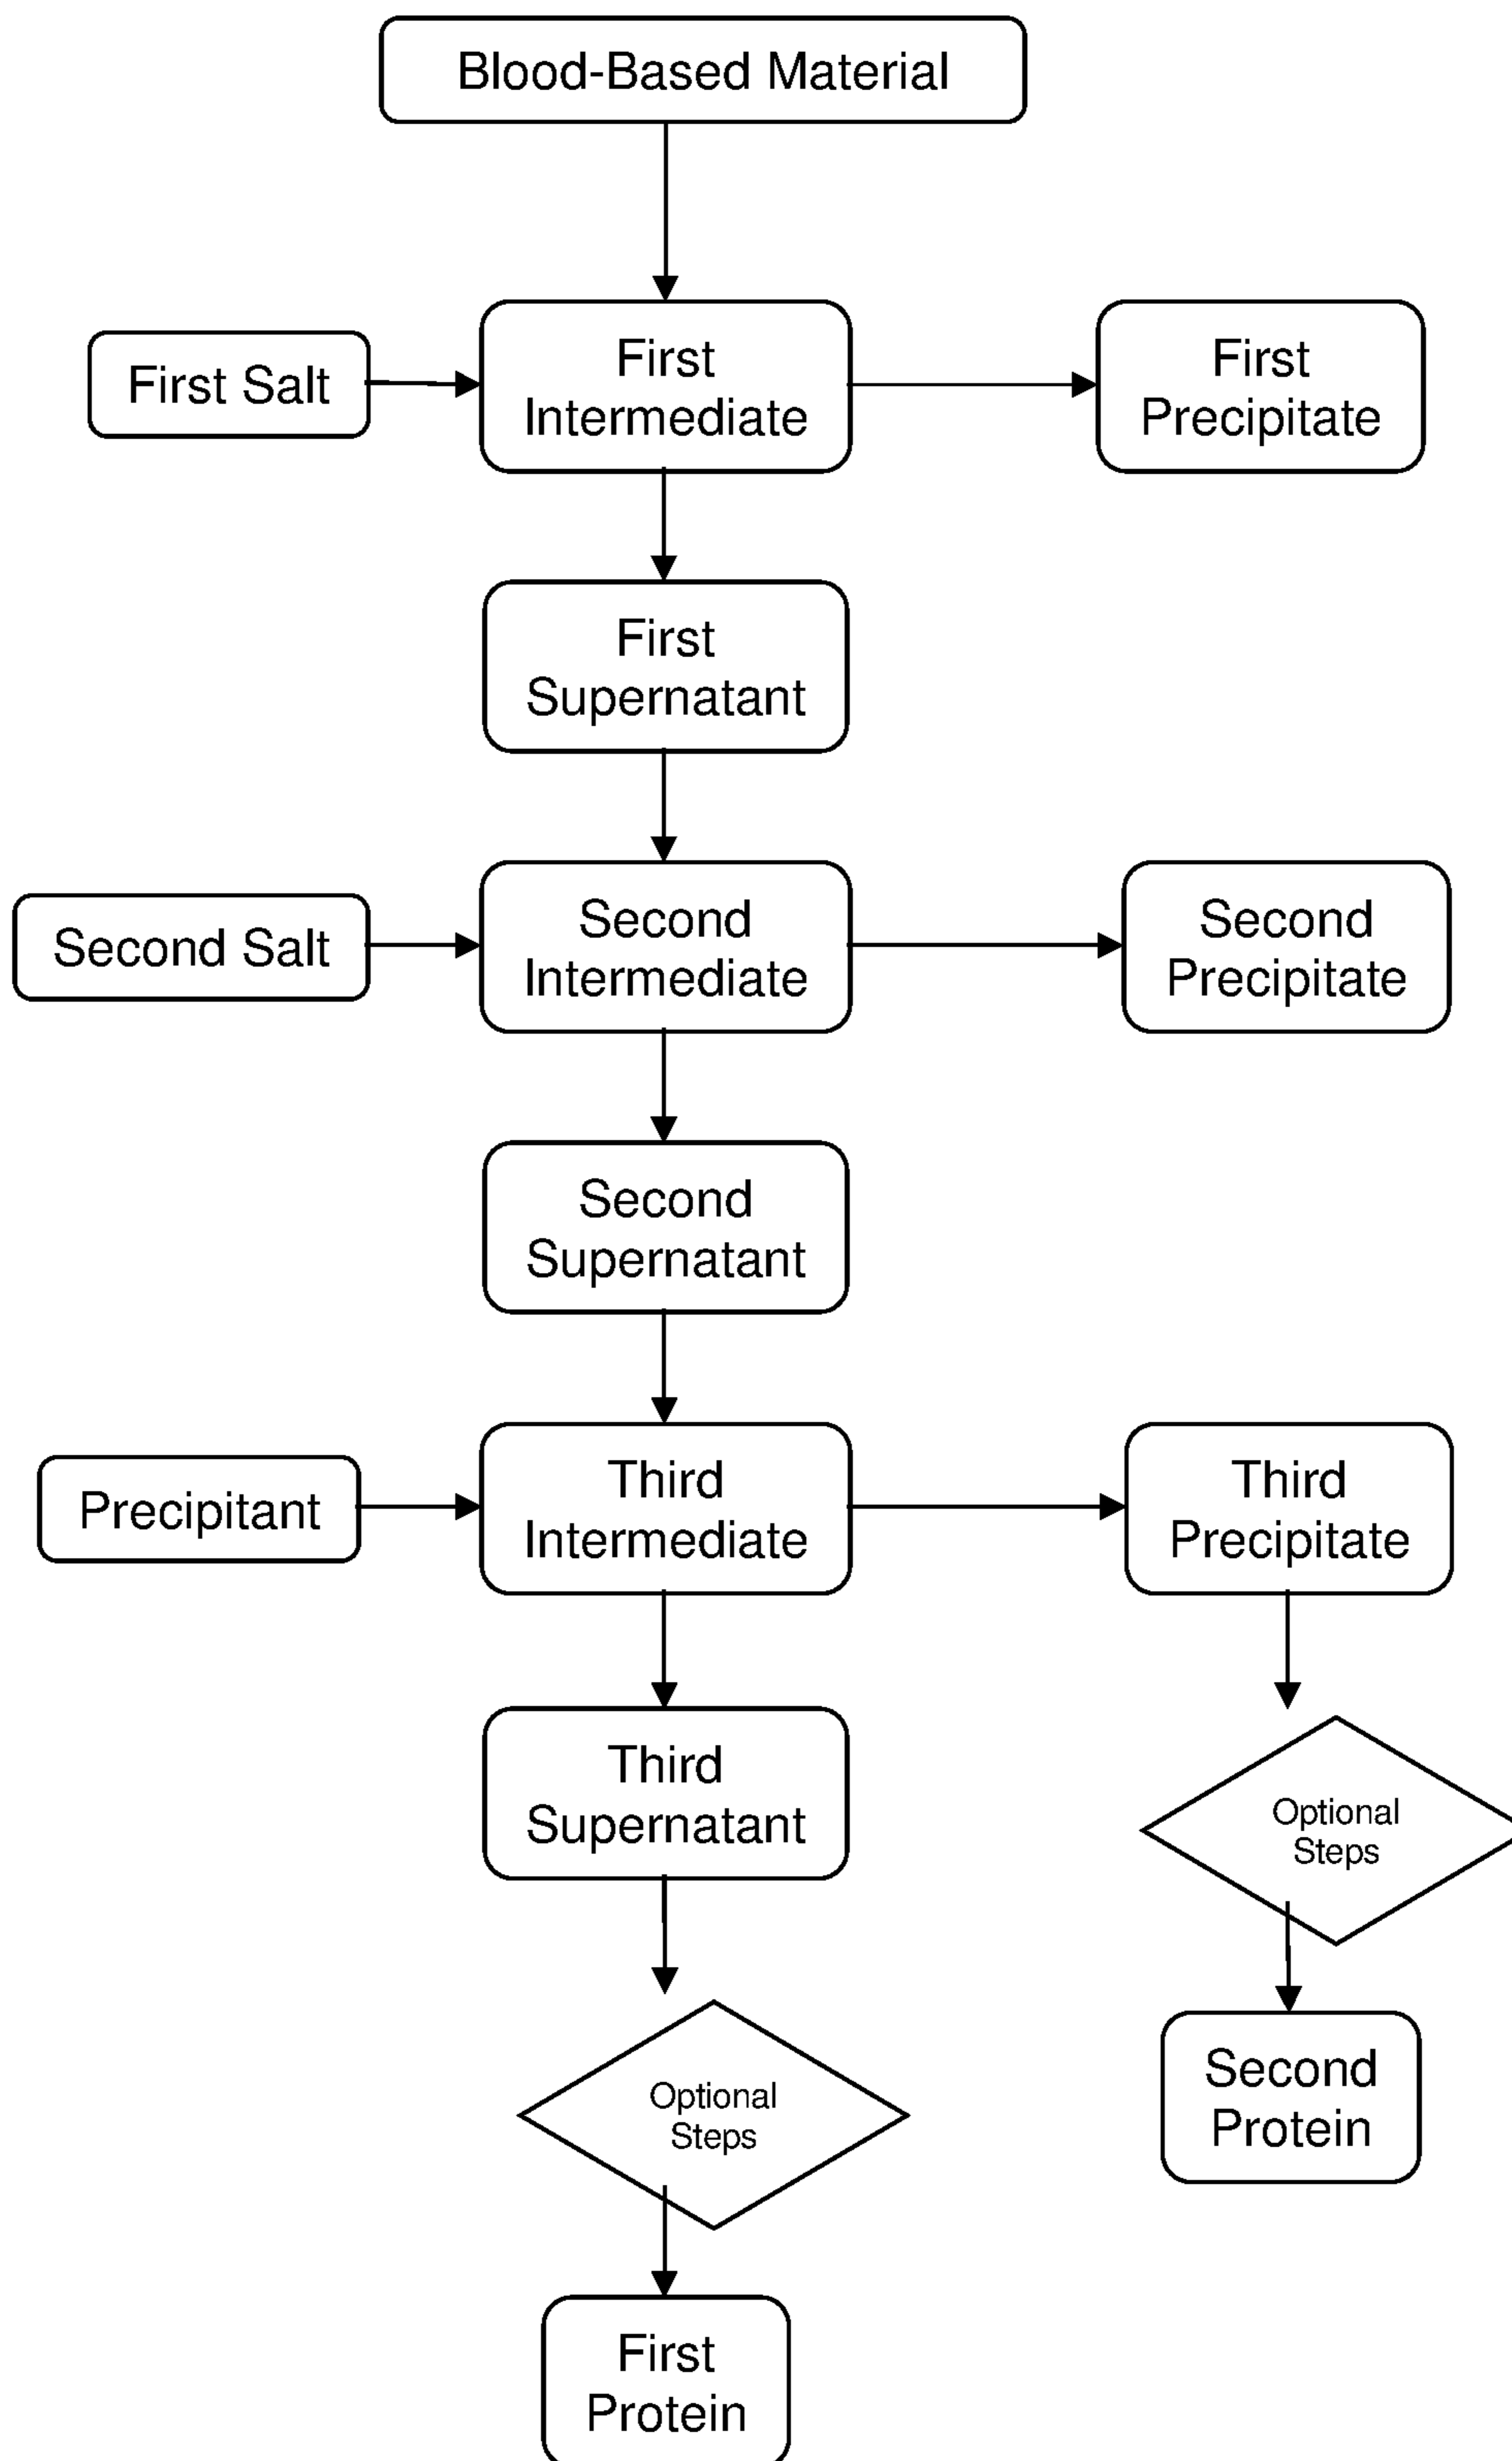 Blood-Based Material
First Salt
First
Intermediate
First
Precipitate
First
Supernatant
Second Salt
Second
Intermediate
Second
Precipitate
Second
Supernatant
Precipitant
Third
Intermediate
Third
Precipitate
Third
Supernatant
Optional
Steps
Optional
Steps
Second
Protein
First
Protein